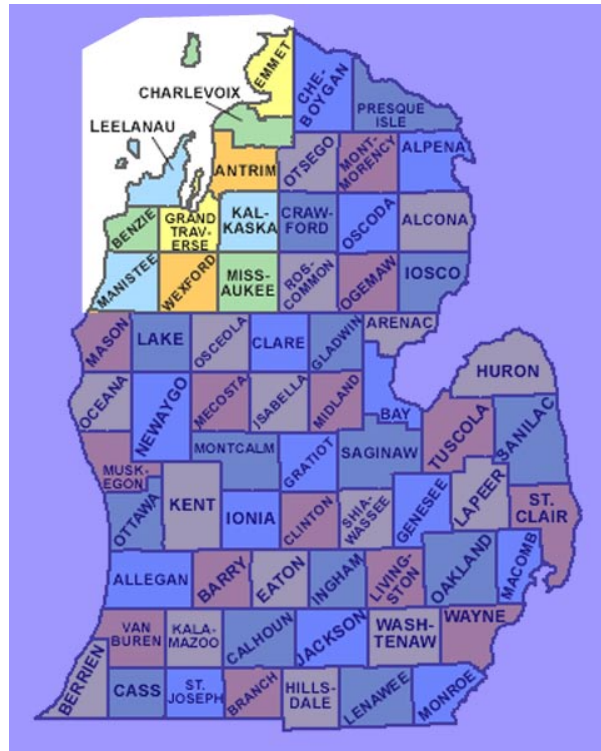 EMMET
CHE-
BOYGAN
PRESQUE
ISLE
CHARLEVOIX
LEELANAU
ANTRIM
OTSEGO
MONT-
MORENCY
ALPENA
BENZIE
GRAND
TRAV-
ERSE
KAL-
KASKA
CRAW-
FORD
OSCODA
ALCONA
MANISTEE
WEXFORD
MISS-
AUKEE
ROS-
COMMON
OGEMAW
IOSCO
ARENAC
MASON
LAKE
OSCEOLA
CLARE
GLADWIN
HURON
OCEANA
NEWAYGO
MECOSTA
ISABELLA
MIDLAND
BAY
TUSCOLA
SANILAC
MUSK-
EGON
MONTCALM
GRATIOT
SAGINAW
OTTAWA
KENT
IONIA
CLINTON
SHIA-
WASSEE
GENESEE
LAPEER
ST.
CLAIR
ALLEGAN
BARRY
EATON
INGHAM
LIVING-
STON
OAKLAND
MACOMB
VAN
BUREN
KALA-
MAZOO
CALHOUN
JACKSON
WASH-
TENAW
WAYNE
BERRIEN
CASS
ST.
JOSEPH
BRANCH
HILLS-
DALE
LENAWEE
MONROE